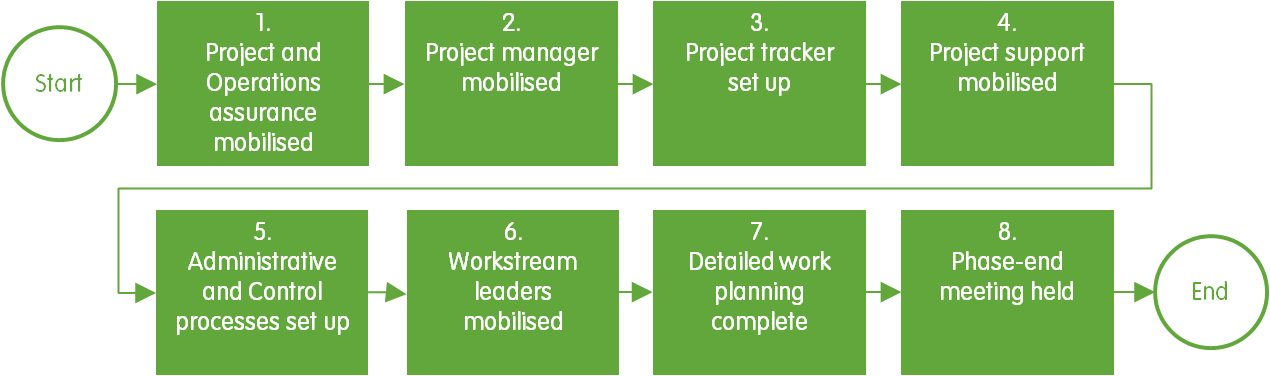 Start
1.
Project and
Operations
assurance
mobilised
2.
Project manager
mobilised
3.
Project tracker
set up
4.
Project support
mobilised
5.
Administrative
and Control
processes set up
6.
Workstream
leaders
mobilised
7.
Detailed work
planning
complete
8.
Phase-end
meeting held
End